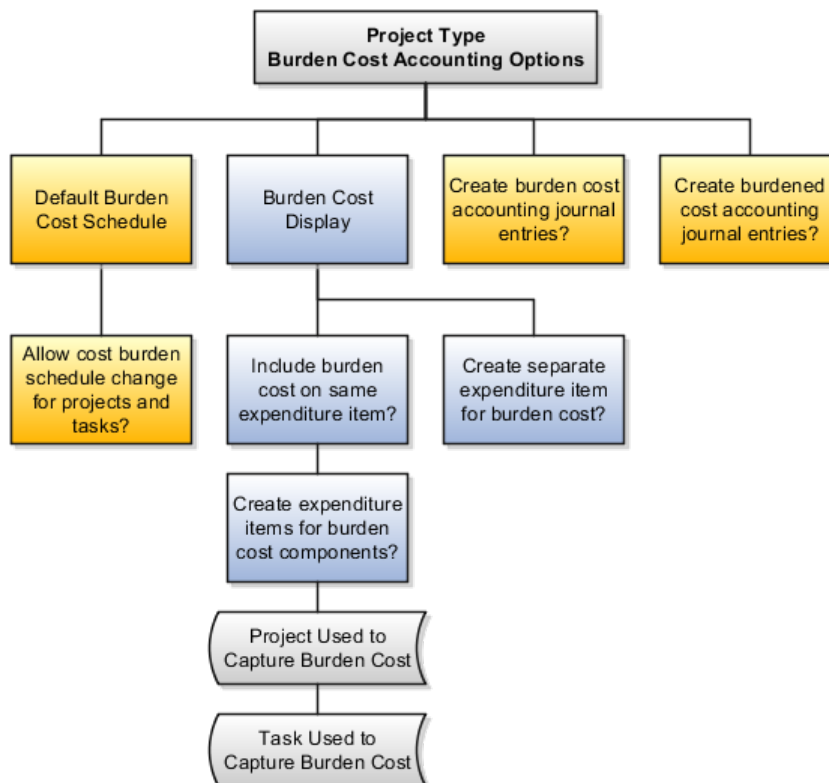 Project Type
Burden Cost Accounting Options
Default Burden
Cost Schedule
Burden Cost
Display
Create burden cost
accounting journal
entries?
Create burdened
cost accounting
journal entries?
Allow cost burden
schedule change
for projects and
tasks?
Include burden
cost on same
expenditure item?
Create separate
expenditure item
for burden cost?
Create expenditure
items for burden
cost components?
Project Used to
Capture Burden Cost
Task Used to
Capture Burden Cost